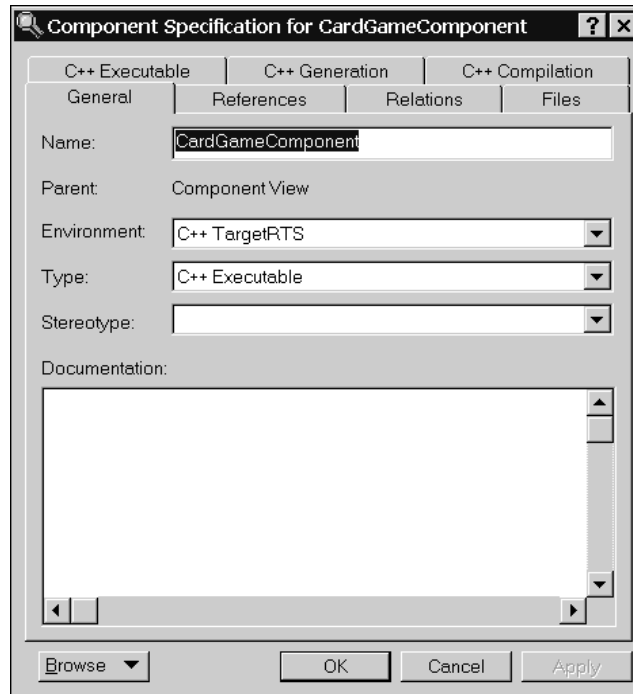 Component Specification for CardGameComponent ? ×
C++ Executable C++ Generation C++ Compilation
General References Relations Files
Name: CardGameComponent
Parent: Component View
Environment: C++ TargetRTS
Type: C++ Executable
Stereotype:
Documentation:
Browse OK Cancel Apply